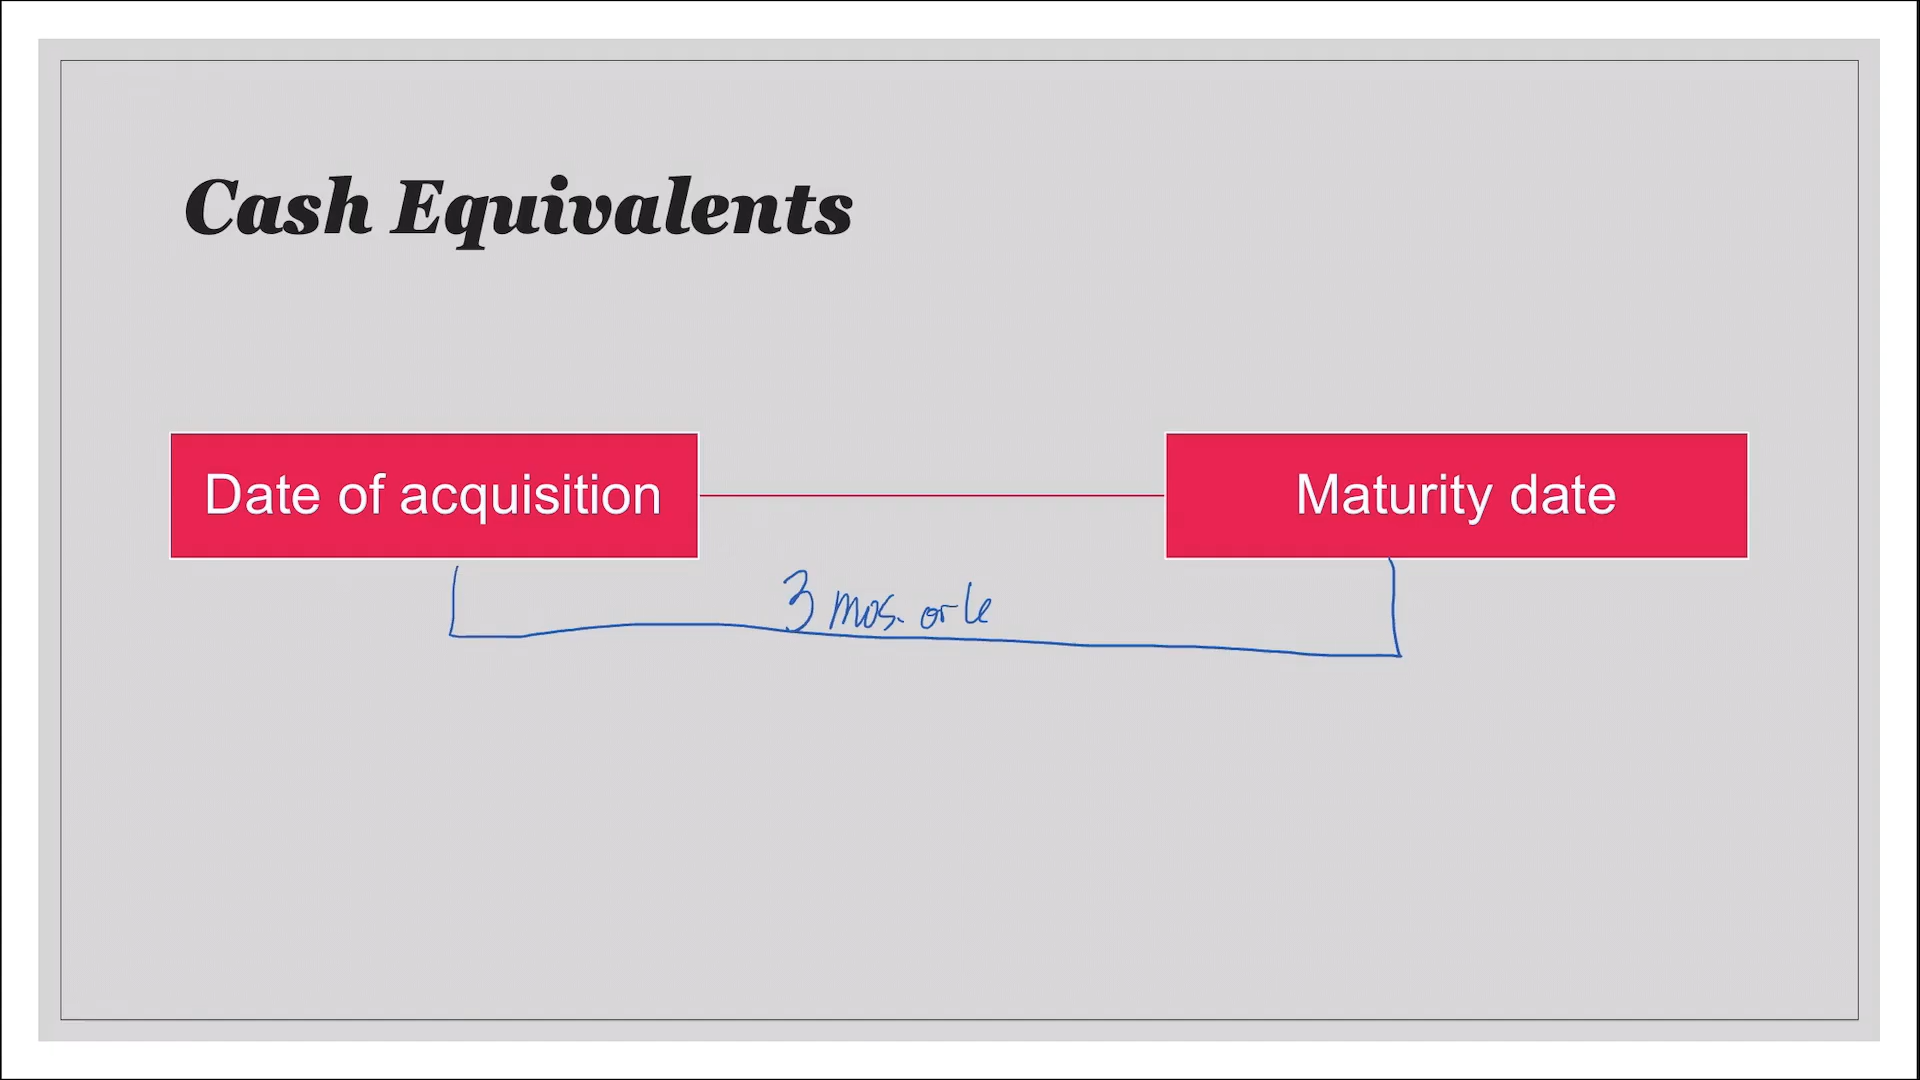 Cash Equivalents
Date of acquisition
Maturity date
3 mos. or le